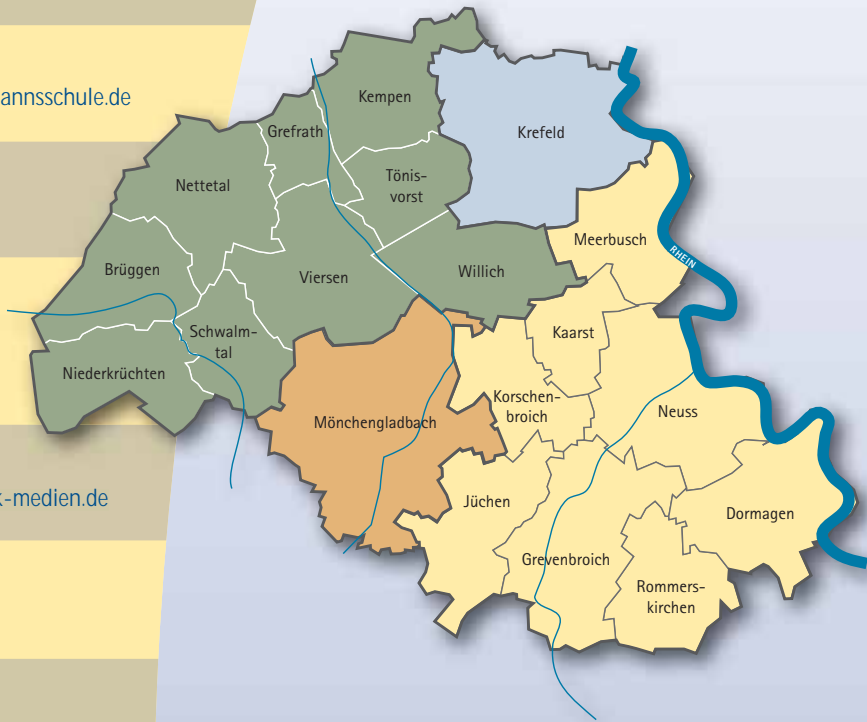 annsschule.de
Kempen
Krefeld
Grefrath
Tönis-
vorst
Nettetal
Meerbusch
RHEIN
Brüggen
Viersen
Willich
Schwalm-
tal
Kaarst
Niederkrüchten
Korschen-
broich
Mönchengladbach
Neuss
k-medien.de
Jüchen
Dormagen
Grevenbroich
Rommers-
kirchen